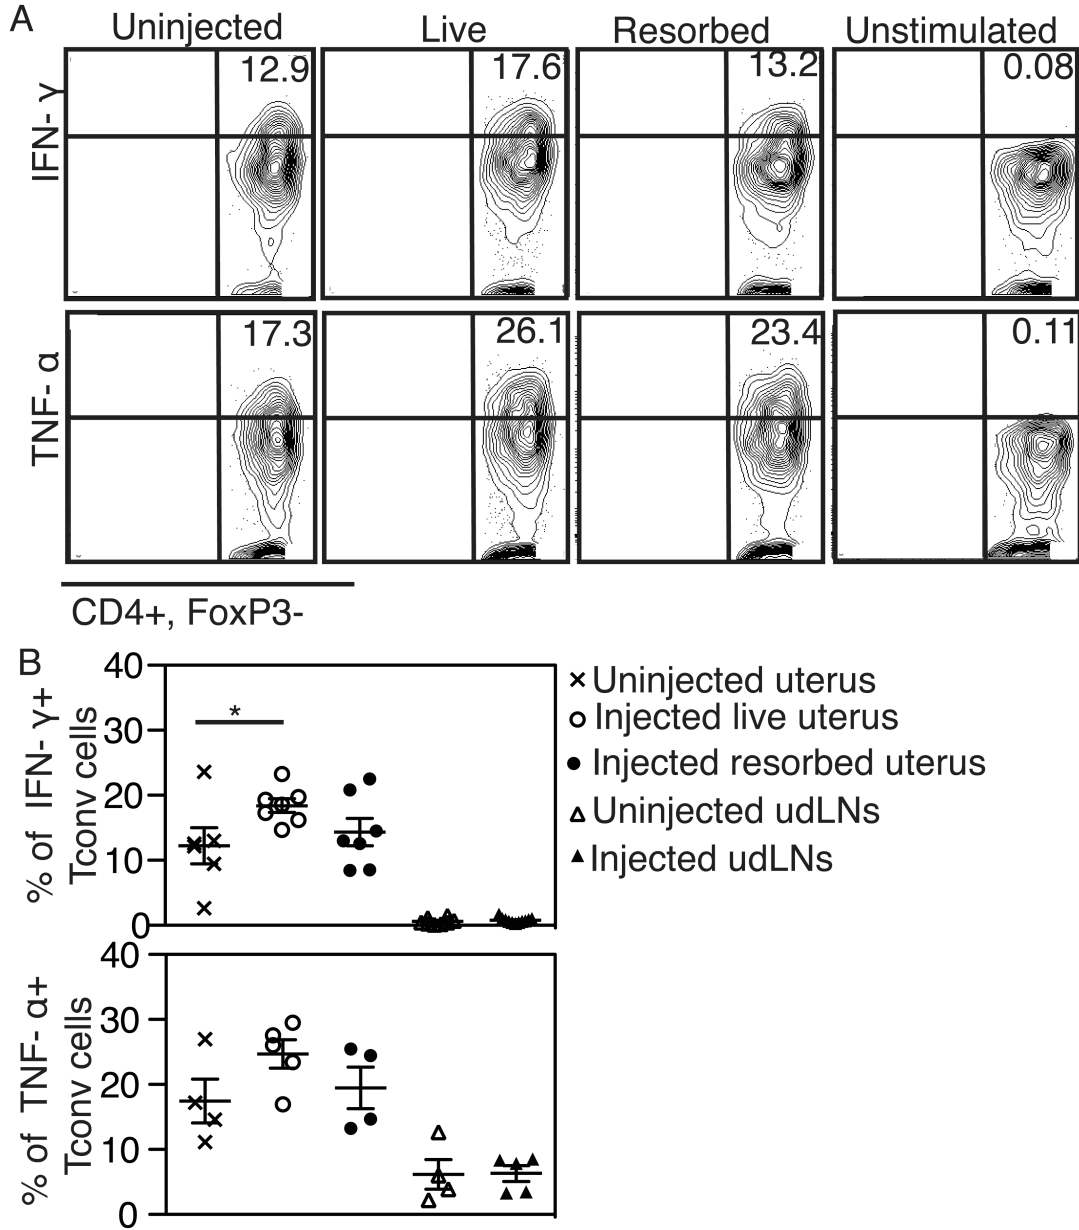 A
Uninjected Live Resorbed Unstimulated
IFN- γ
12.9 17.6 13.2 0.08
TNF- α
17.3 26.1 23.4 0.11
CD4+, FoxP3-
B
% of IFN- γ+
Tconv cells
40
30
20
10
0
*
× Uninjected uterus
○ Injected live uterus
● Injected resorbed uterus
△ Uninjected udLNs
▲ Injected udLNs
% of TNF- α+
Tconv cells
40
30
20
10
0